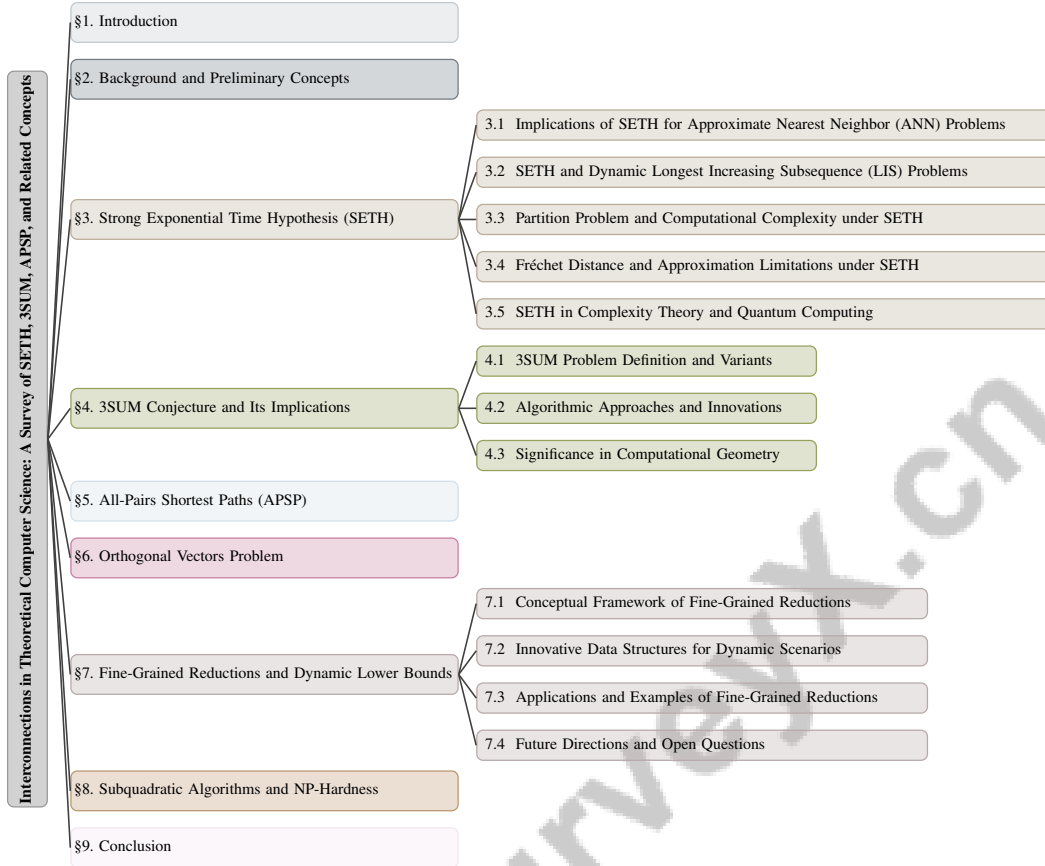 Interconnections in Theoretical Computer Science: A Survey of SETH, 3SUM, APSP, and Related Concepts
§1. Introduction
§2. Background and Preliminary Concepts
§3. Strong Exponential Time Hypothesis (SETH)
3.1 Implications of SETH for Approximate Nearest Neighbor (ANN) Problems
3.2 SETH and Dynamic Longest Increasing Subsequence (LIS) Problems
3.3 Partition Problem and Computational Complexity under SETH
3.4 Fréchet Distance and Approximation Limitations under SETH
3.5 SETH in Complexity Theory and Quantum Computing
§4. 3SUM Conjecture and Its Implications
4.1 3SUM Problem Definition and Variants
4.2 Algorithmic Approaches and Innovations
4.3 Significance in Computational Geometry
§5. All-Pairs Shortest Paths (APSP)
§6. Orthogonal Vectors Problem
§7. Fine-Grained Reductions and Dynamic Lower Bounds
7.1 Conceptual Framework of Fine-Grained Reductions
7.2 Innovative Data Structures for Dynamic Scenarios
7.3 Applications and Examples of Fine-Grained Reductions
7.4 Future Directions and Open Questions
§8. Subquadratic Algorithms and NP-Hardness
§9. Conclusion
urveyx.cn